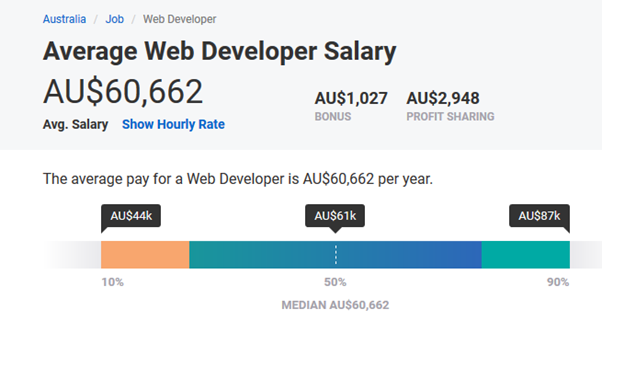 Australia / Job / Web Developer
Average Web Developer Salary
AU$60,662
Avg. Salary Show Hourly Rate
AU$1,027 AU$2,948
BONUS PROFIT SHARING
The average pay for a Web Developer is AU$60,662 per year.
AU$44k AU$61k AU$87k
10% 50% 90%
MEDIAN AU$60,662